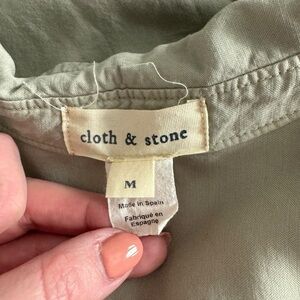 cloth & stone
M
Made in Spain
Fabriqué en
Espagne